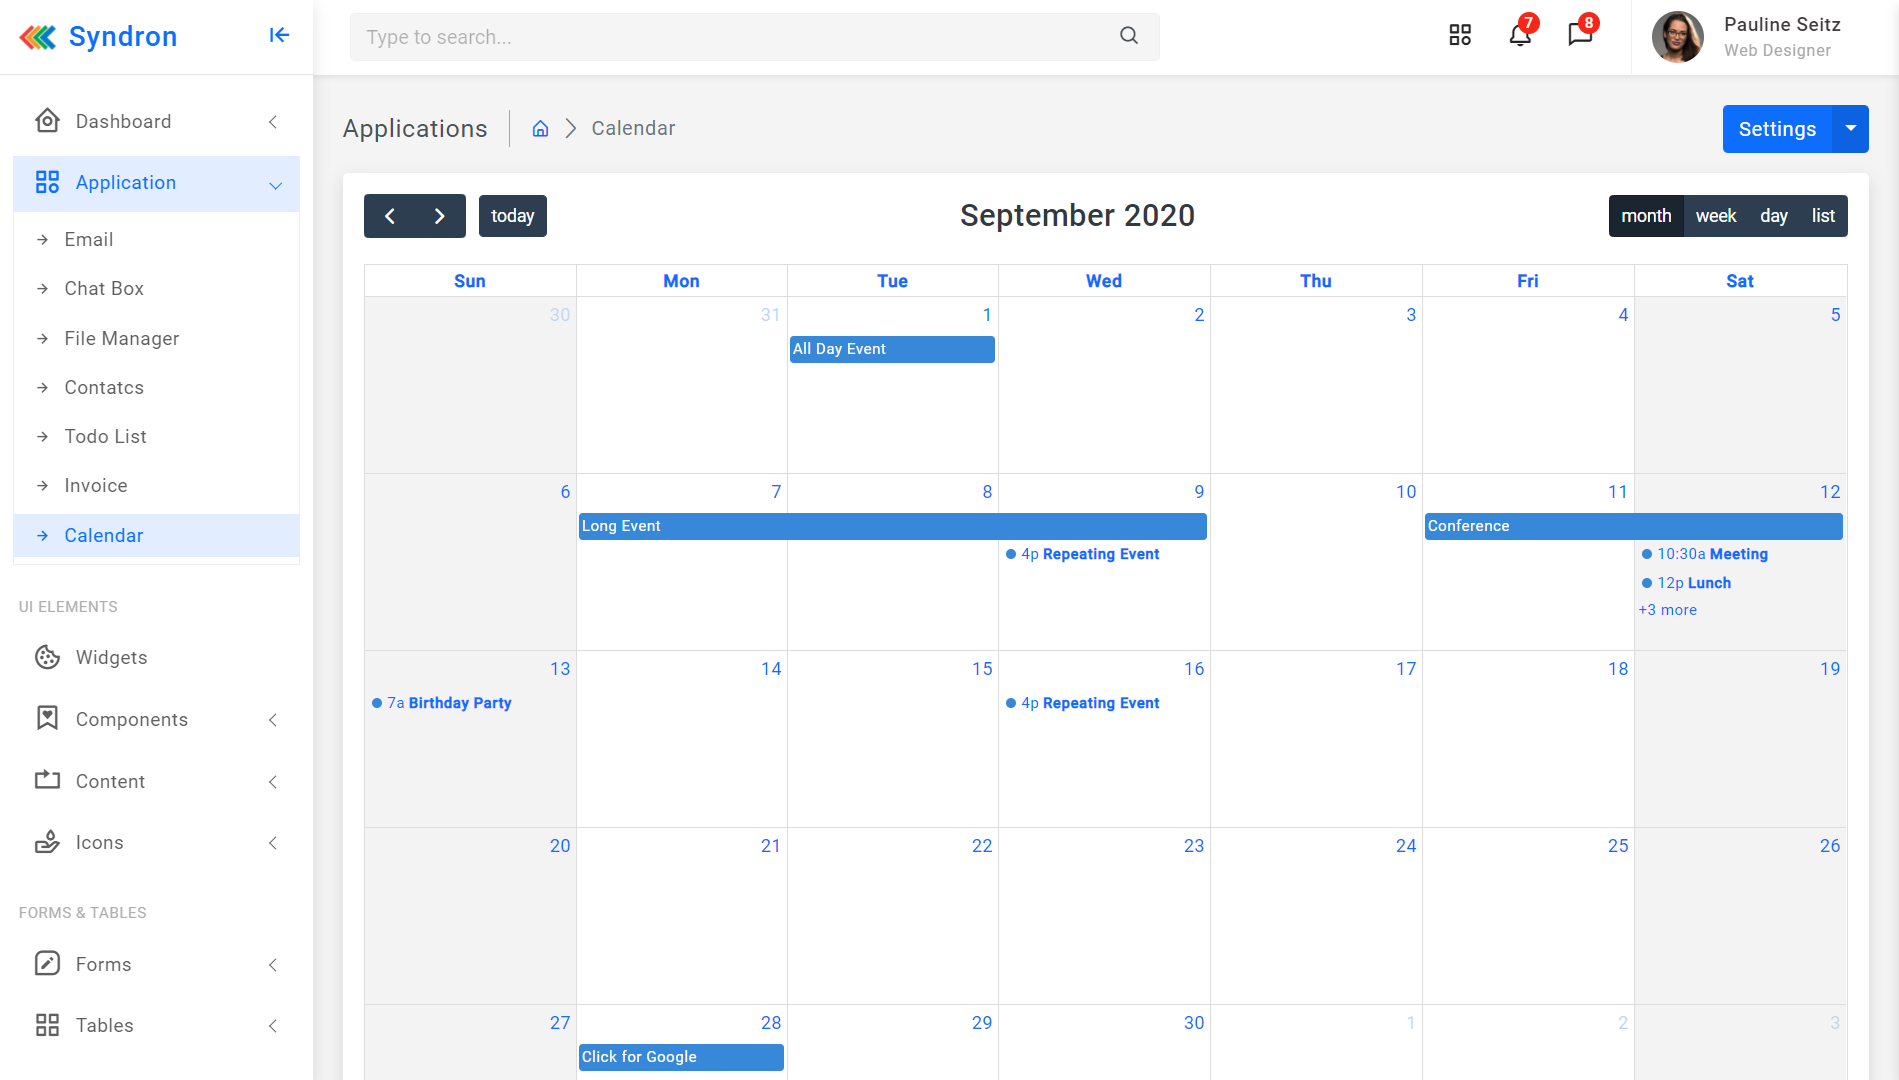 Syndron
Type to search...
7
8
Pauline Seitz
Web Designer
Dashboard
Application
Email
Chat Box
File Manager
Contatcs
Todo List
Invoice
Calendar
UI ELEMENTS
Widgets
Components
Content
Icons
FORMS & TABLES
Forms
Tables
Applications
Calendar
Settings
today
September 2020
month week day list
Sun Mon Tue Wed Thu Fri Sat
30 31 1 2 3 4 5
All Day Event
6 7 8 9 10 11 12
Long Event Conference
4p Repeating Event 10:30a Meeting
12p Lunch
+3 more
13 14 15 16 17 18 19
7a Birthday Party 4p Repeating Event
20 21 22 23 24 25 26
27 28 29 30 1 2 3
Click for Google